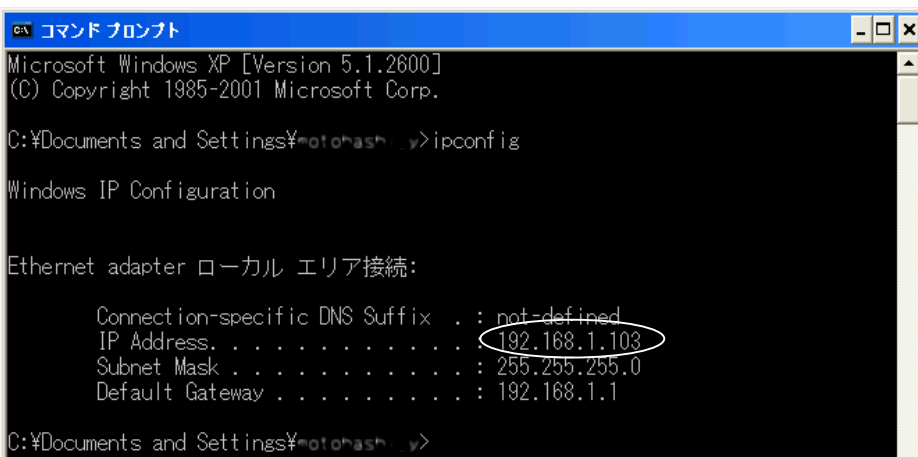 コマンド プロンプト
Microsoft Windows XP [Version 5.1.2600]
(C) Copyright 1985-2001 Microsoft Corp.
C:¥Documents and Settings¥ >ipconfig
Windows IP Configuration
Ethernet adapter ローカル エリア接続:
Connection-specific DNS Suffix . : not-defined
IP Address. . . . . . . . . . . . : 192.168.1.103
Subnet Mask . . . . . . . . . . . : 255.255.255.0
Default Gateway . . . . . . . . . : 192.168.1.1
C:¥Documents and Settings¥ >